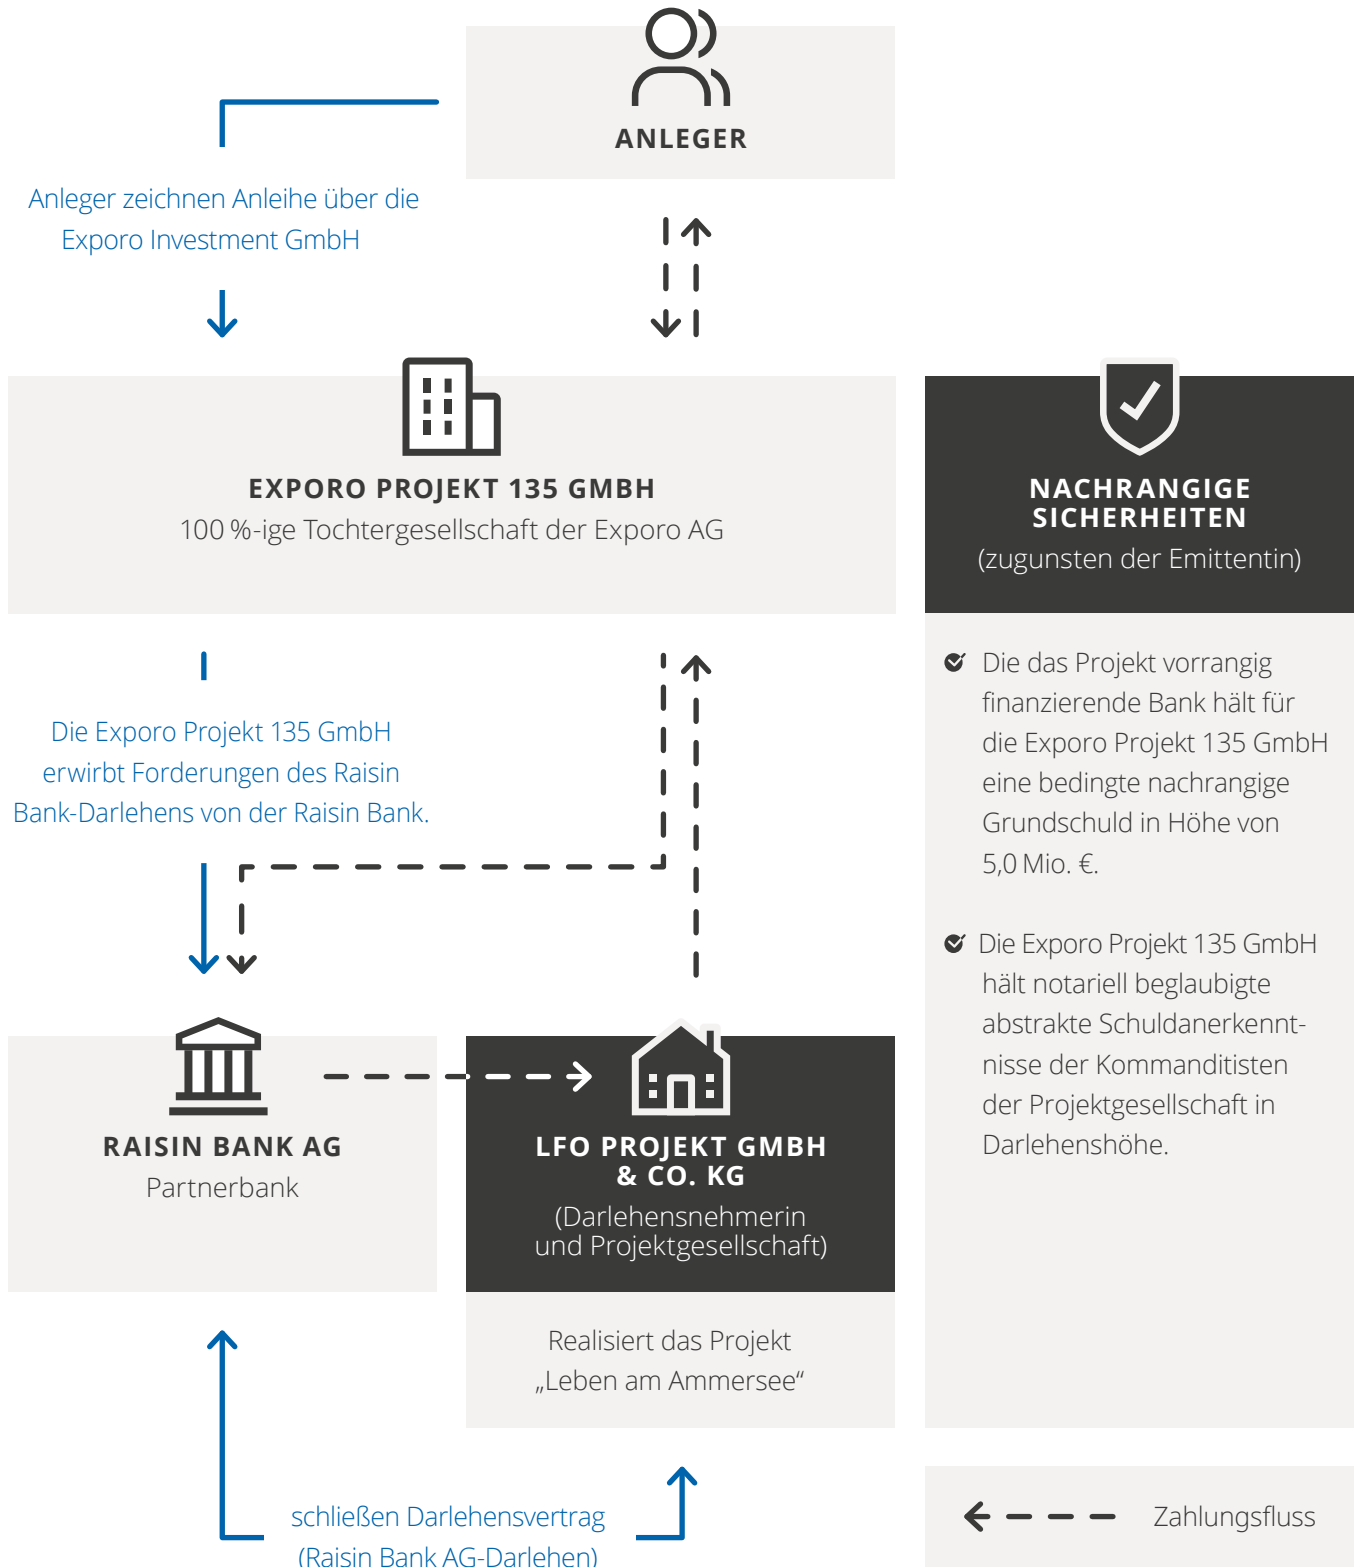 ANLEGER
Anleger zeichnen Anleihe über die
Exporo Investment GmbH
EXPORO PROJEKT 135 GMBH
100 %-ige Tochtergesellschaft der Exporo AG
NACHRANGIGE
SICHERHEITEN
(zugunsten der Emittentin)
Die das Projekt vorrangig
finanzierende Bank hält für
die Exporo Projekt 135 GmbH
eine bedingte nachrangige
Grundschuld in Höhe von
5,0 Mio. €.
Die Exporo Projekt 135 GmbH
hält notariell beglaubigte
abstrakte Schuldanerkennt-
nisse der Kommanditisten
der Projektgesellschaft in
Darlehenshöhe.
Die Exporo Projekt 135 GmbH
erwirbt Forderungen des Raisin
Bank-Darlehens von der Raisin Bank.
RAISIN BANK AG
Partnerbank
LFO PROJEKT GMBH
& CO. KG
(Darlehensnehmerin
und Projektgesellschaft)
Realisiert das Projekt
„Leben am Ammersee“
schließen Darlehensvertrag
(Raisin Bank AG-Darlehen)
Zahlungsfluss